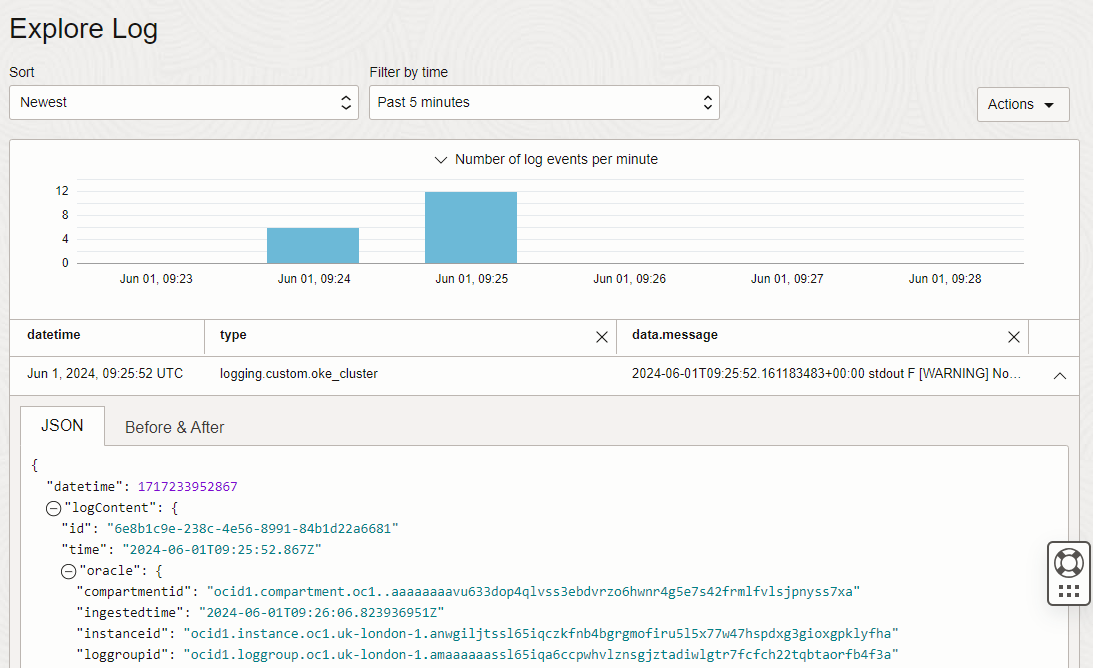 Explore Log
Sort
Filter by time
Newest
Past 5 minutes
Actions
Number of log events per minute
12
8
4
0
Jun 01, 09:23
Jun 01, 09:24
Jun 01, 09:25
Jun 01, 09:26
Jun 01, 09:27
Jun 01, 09:28
datetime
type
data.message
Jun 1, 2024, 09:25:52 UTC
logging.custom.oke_cluster
2024-06-01T09:25:52.161183483+00:00 stdout F [WARNING] No...
JSON
Before & After
{
"datetime": 1717233952867
"logContent": {
"id": "6e8b1c9e-238c-4e56-8991-84b1d22a6681"
"time": "2024-06-01T09:25:52.867Z"
"oracle": {
"compartmentid": "ocid1.compartment.oc1..aaaaaaaavu633dop4qlvss3ebdvrzo6hwnr4g5e7s42frmlfvlsjpnyss7xa"
"ingestedtime": "2024-06-01T09:26:06.823936951Z"
"instanceid": "ocid1.instance.oc1.uk-london-1.anwgiljtssl65iqczkfnb4bgrgmofiru5l5x77w47hspdxg3gioxgpklyfha"
"loggroupid": "ocid1.loggroup.oc1.uk-london-1.amaaaaaassl65iqa6ccpwhvlznsgjztadiwlgtr7fcfch22tqbtaorfb4f3a"